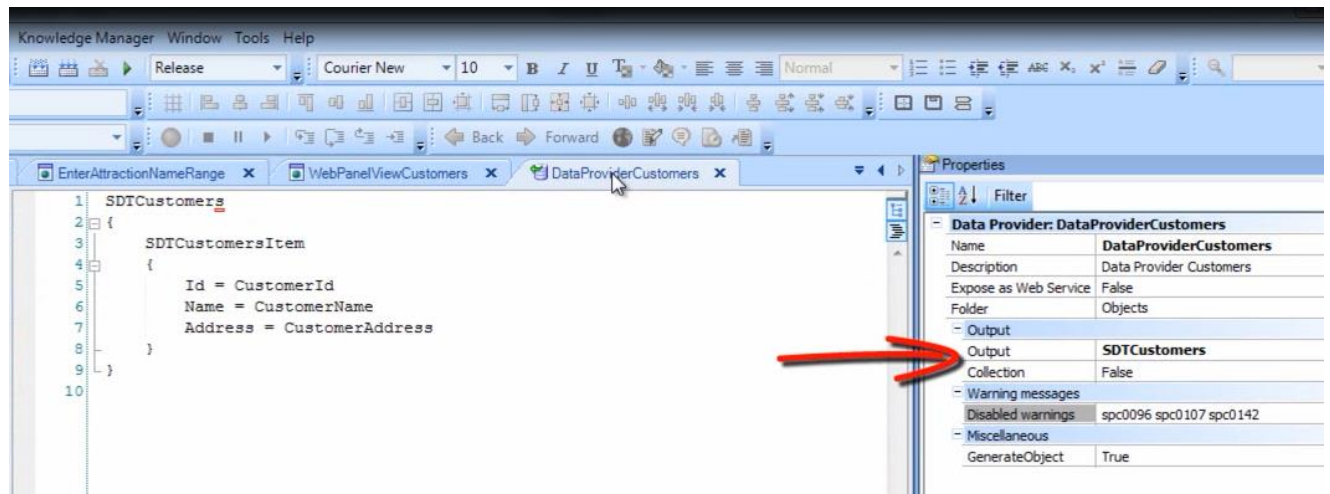 Knowledge Manager Window Tools Help
Release Courier New 10 B I U T Normal ABC X₂ x²
Back Forward
EnterAttractionNameRange X WebPanelViewCustomers X DataProviderCustomers X
1 SDTCustomers
2 {
3 SDTCustomersItem
4 {
5 Id = CustomerId
6 Name = CustomerName
7 Address = CustomerAddress
8 }
9 }
10
Properties
Filter
Data Provider: DataProviderCustomers
Name DataProviderCustomers
Description Data Provider Customers
Expose as Web Service False
Folder Objects
Output
Output SDTCustomers
Collection False
Warning messages
Disabled warnings spc0096 spc0107 spc0142
Miscellaneous
GenerateObject True